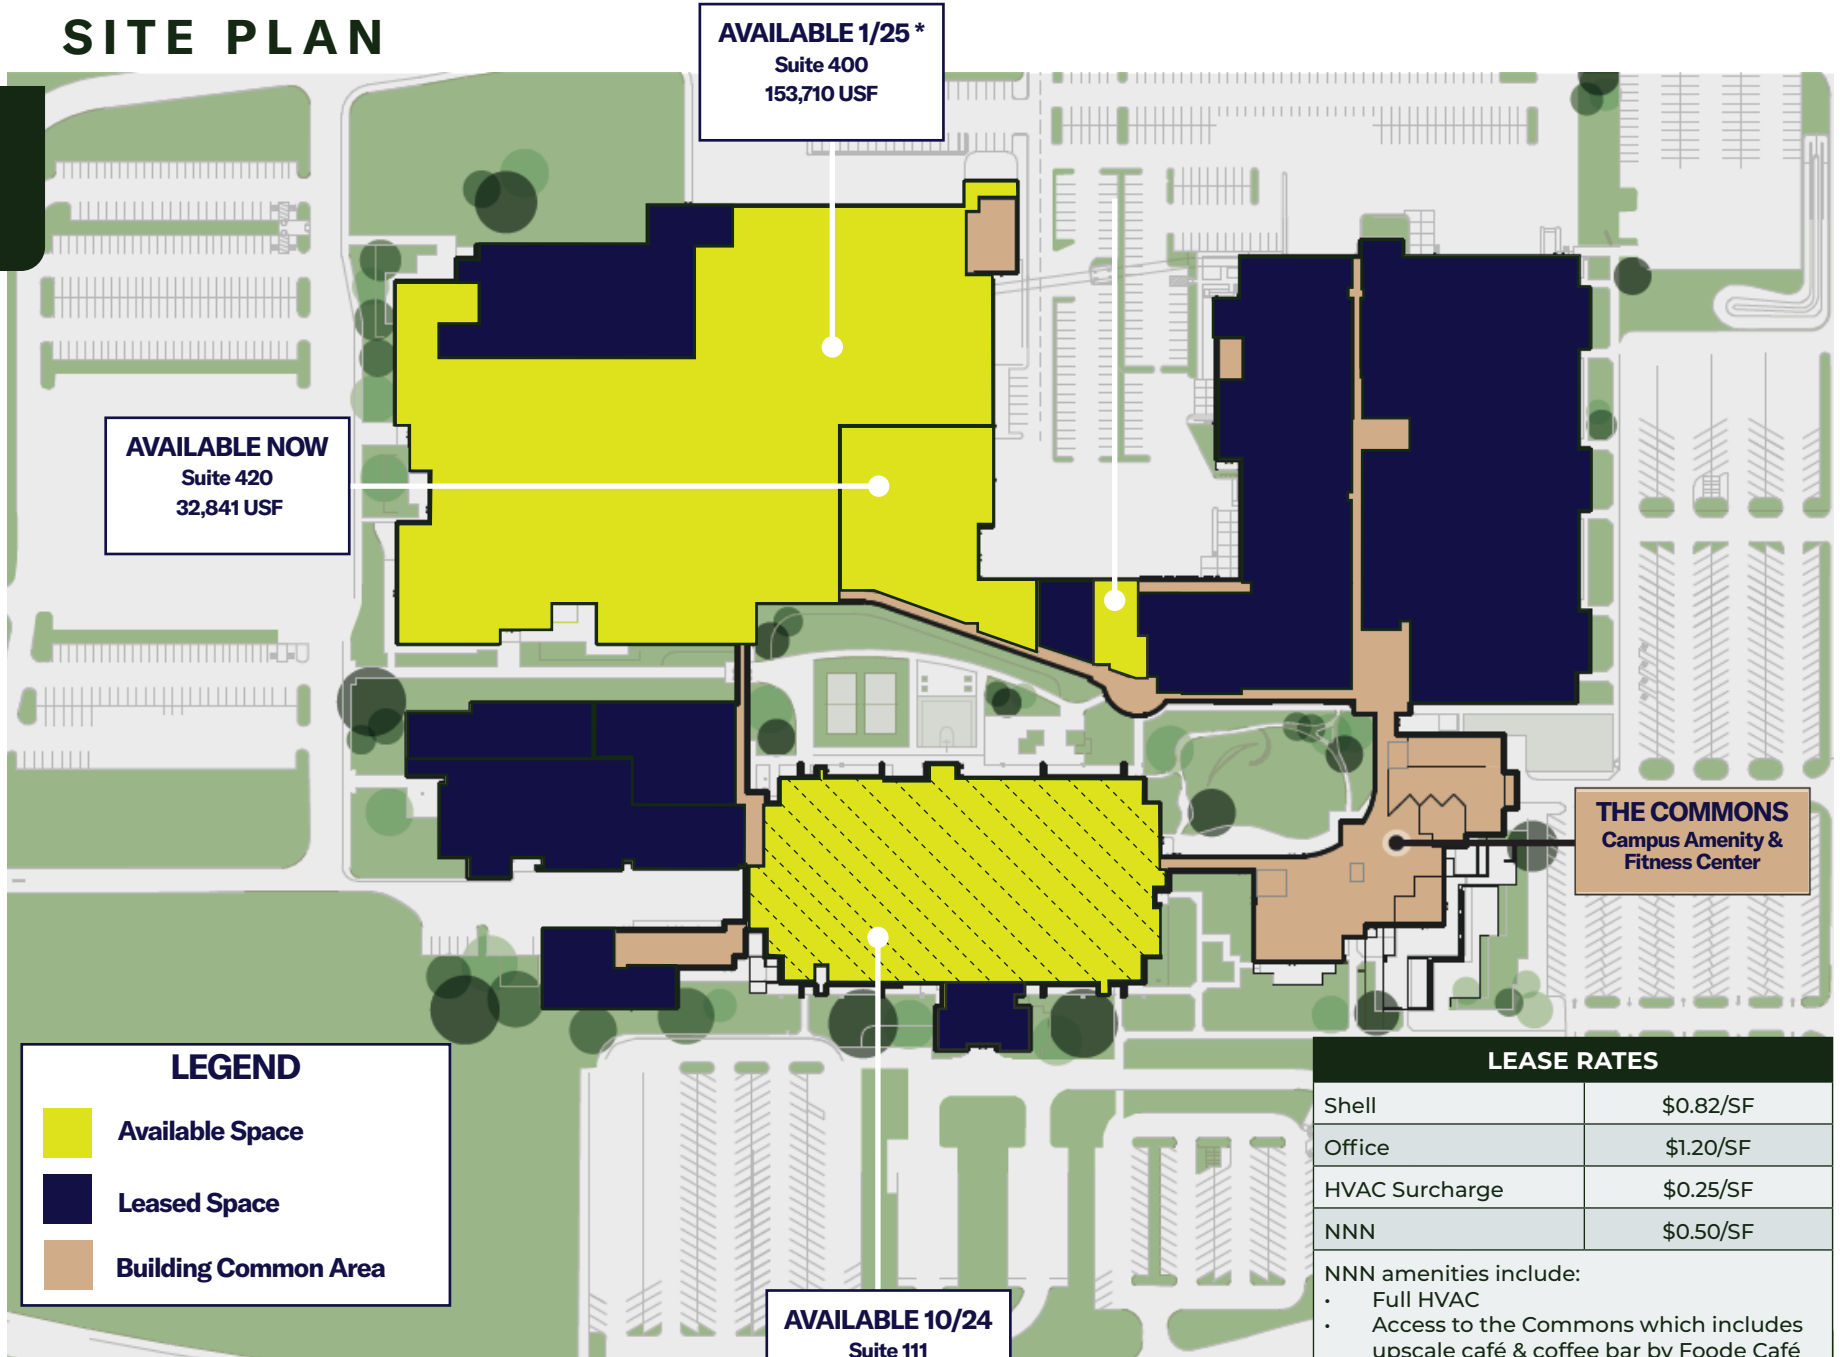 SITE PLAN
AVAILABLE 1/25 *
Suite 400
153,710 USF
AVAILABLE NOW
Suite 420
32,841 USF
THE COMMONS
Campus Amenity &
Fitness Center
LEGEND
Available Space
Leased Space
Building Common Area
AVAILABLE 10/24
Suite 111
LEASE RATES
Shell $0.82/SF
Office $1.20/SF
HVAC Surcharge $0.25/SF
NNN $0.50/SF
NNN amenities include:
• Full HVAC
• Access to the Commons which includes
upscale café & coffee bar by Foode Café